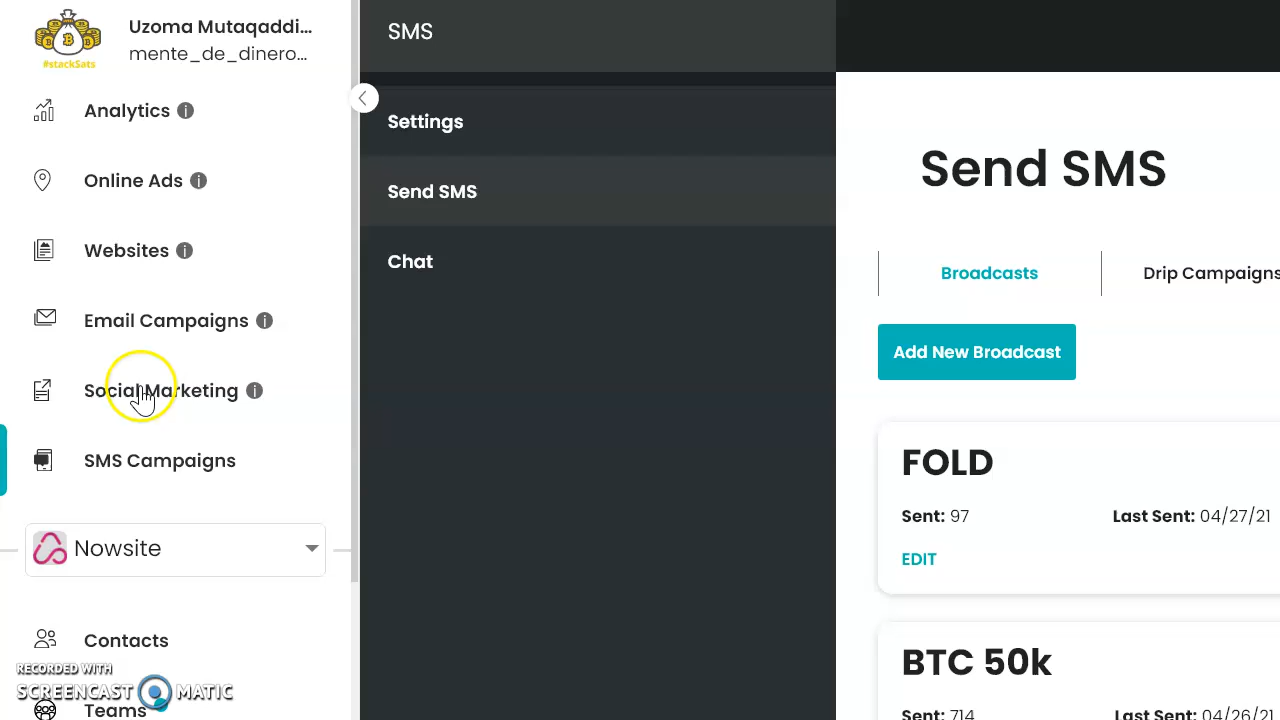 Uzoma Mutaqaddi...
mente_de_dinero...
#stackSats
Analytics
Online Ads
Websites
Email Campaigns
Social Marketing
SMS Campaigns
Nowsite
Contacts
Teams
RECORDED WITH
SCREENCAST MATIC
SMS
Settings
Send SMS
Chat
Send SMS
Broadcasts
Drip Campaigns
Add New Broadcast
FOLD
Sent: 97 Last Sent: 04/27/21
EDIT
BTC 50k
Sent: 714 Last Sent: 04/26/21